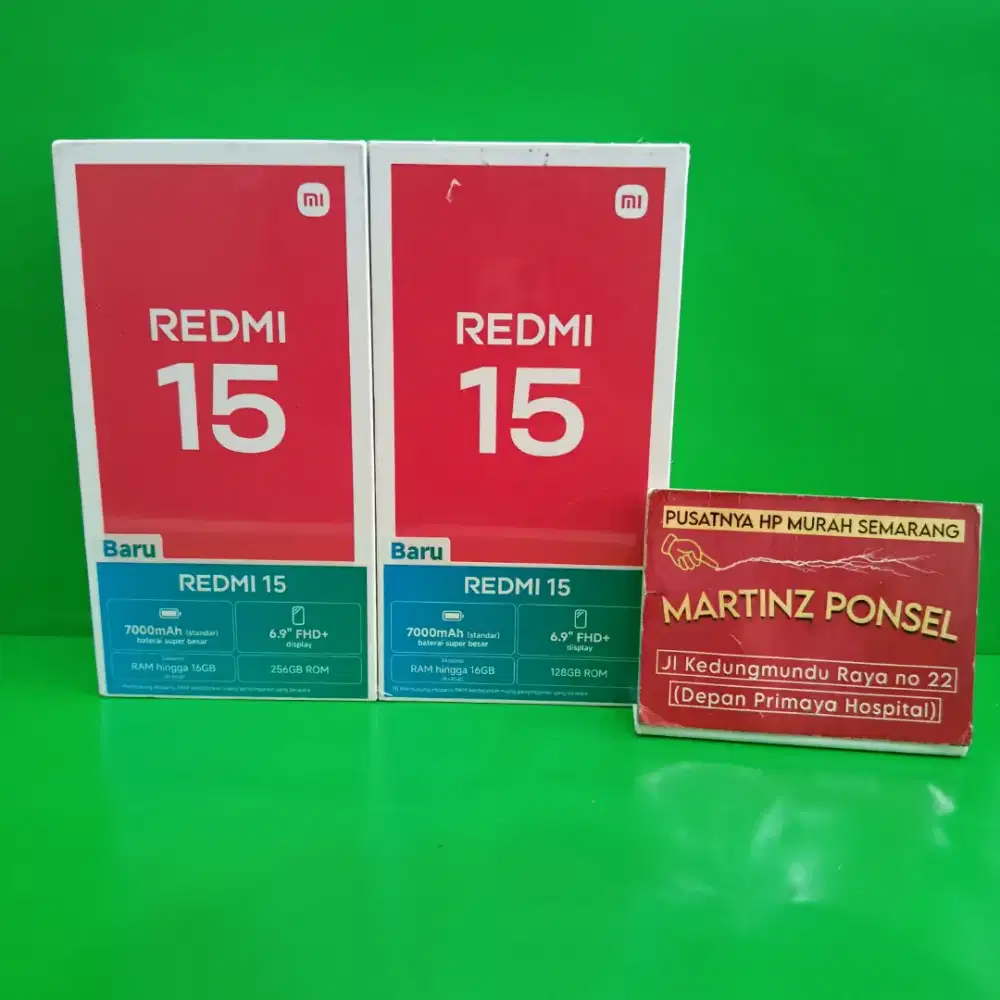 mi
REDMI
15
Baru
REDMI 15
7000mAh (standar)
baterai super besar
6.9" FHD+
display
RAM hingga 16GB
256GB ROM
mi
REDMI
15
Baru
REDMI 15
7000mAh (standar)
baterai super besar
6.9" FHD+
display
RAM hingga 16GB
128GB ROM
PUSATNYA HP MURAH SEMARANG
MARTINZ PONSEL
Jl Kedungmundu Raya no 22
(Depan Primaya Hospital)